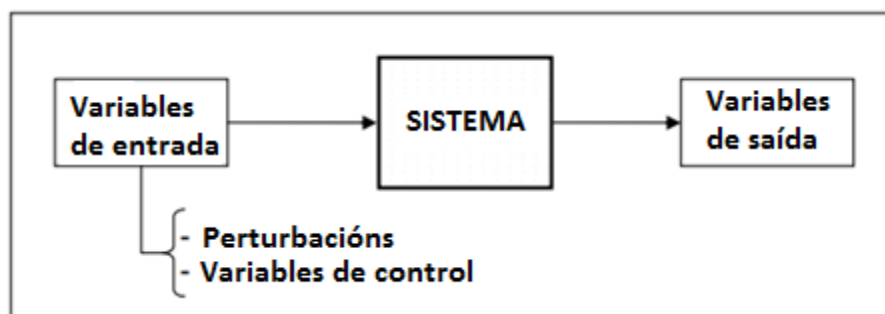 Variables
de entrada
SISTEMA
Variables
de saída
- Perturbacións
- Variables de control